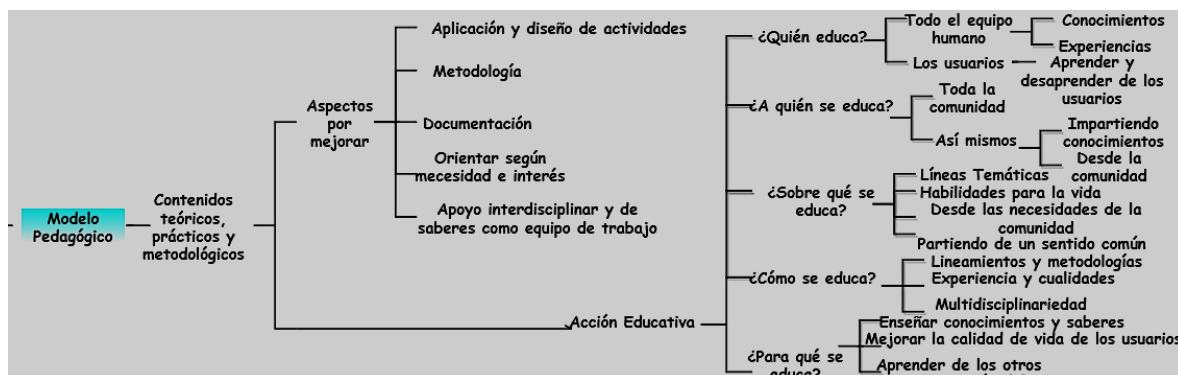 Modelo
Pedagógico
Contenidos
teóricos,
prácticos y
metodológicos
Aspectos
por
mejorar
Aplicación y diseño de actividades
Metodología
Documentación
Orientar según
mecesidad e interés
Apoyo interdisciplinar y de
saberes como equipo de trabajo
Acción Educativa
¿Quién educa?
Todo el equipo
humano
Conocimientos
Experiencias
Los usuarios
Aprender y
desaprender de los
usuarios
¿A quién se educa?
Toda la
comunidad
Así mismos
Impartiendo
conocimientos
Desde la
comunidad
¿Sobre qué se
educa?
Líneas Temáticas
Habilidades para la vida
Desde las necesidades de la
comunidad
Partiendo de un sentido común
¿Cómo se educa?
Lineamientos y metodologías
Experiencia y cualidades
Multidisciplinariedad
¿Para qué se
educa?
Enseñar conocimientos y saberes
Mejorar la calidad de vida de los usuarios
Aprender de los otros